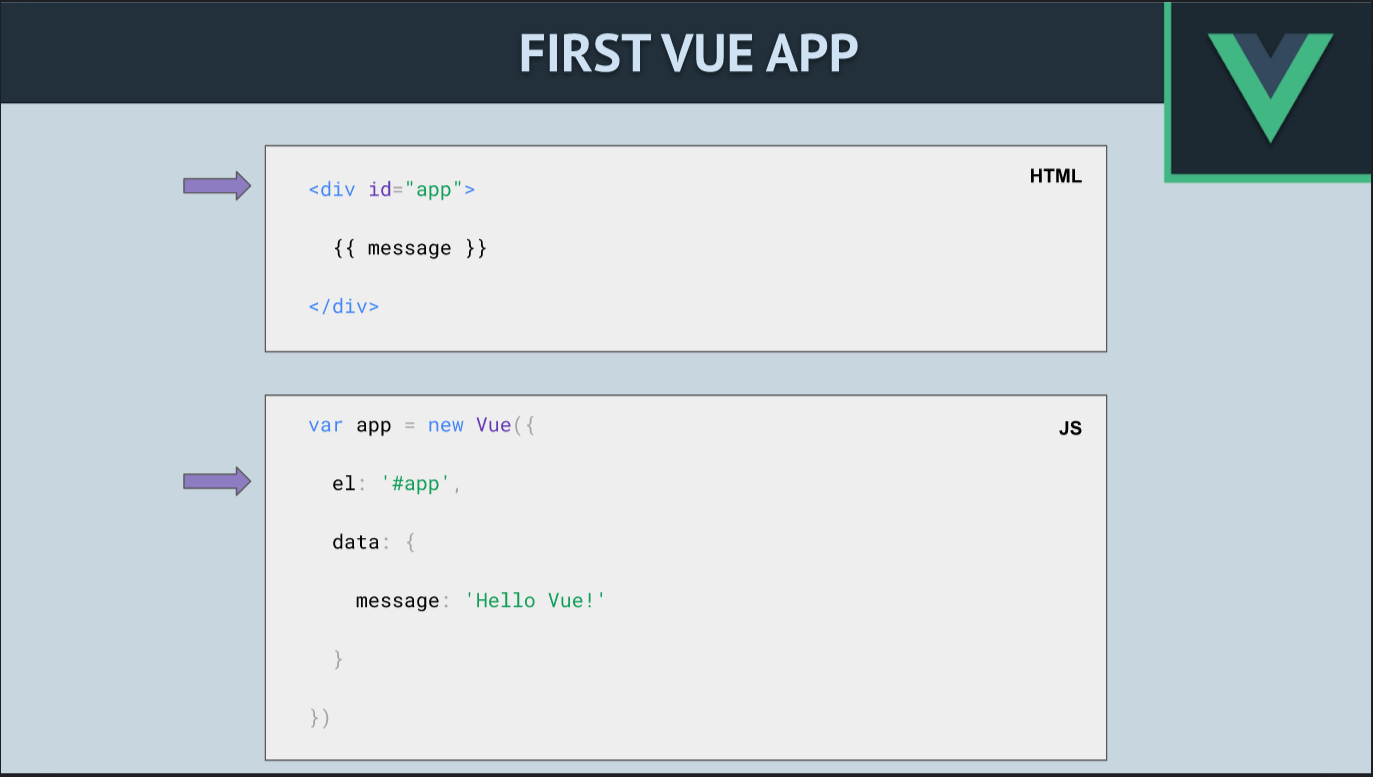 FIRST VUE APP
HTML
<div id="app">
  {{ message }}
</div>
JS
var app = new Vue({
  el: '#app',
  data: {
    message: 'Hello Vue!'
  }
})